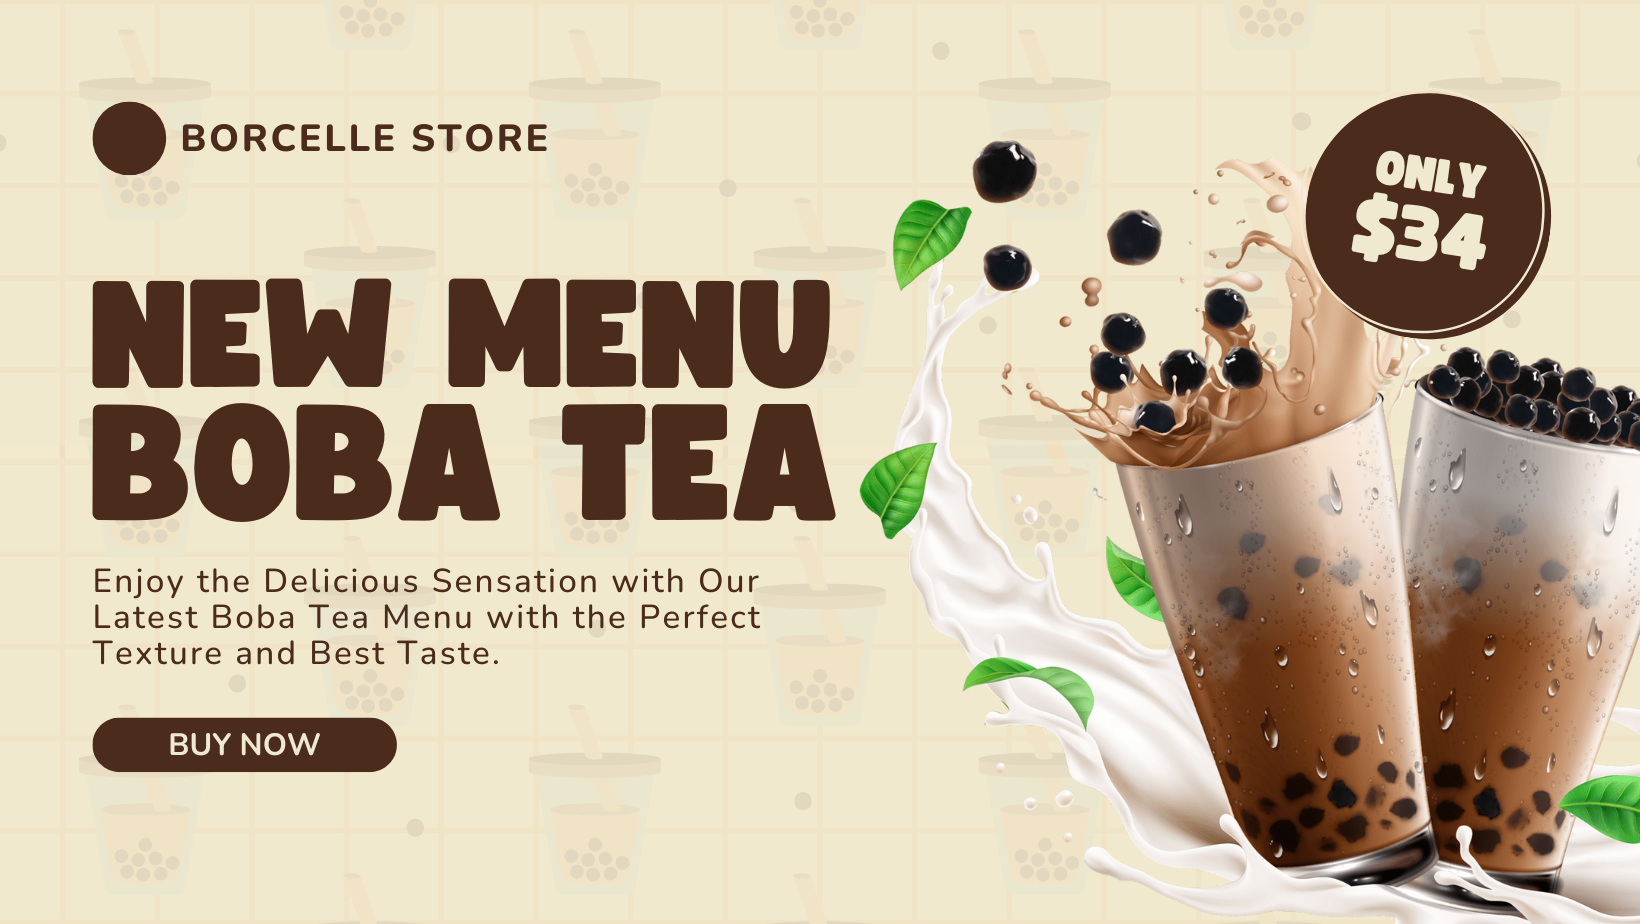 BORCELLE STORE
ONLY
$34
NEW MENU
BOBA TEA
Enjoy the Delicious Sensation with Our
Latest Boba Tea Menu with the Perfect
Texture and Best Taste.
BUY NOW